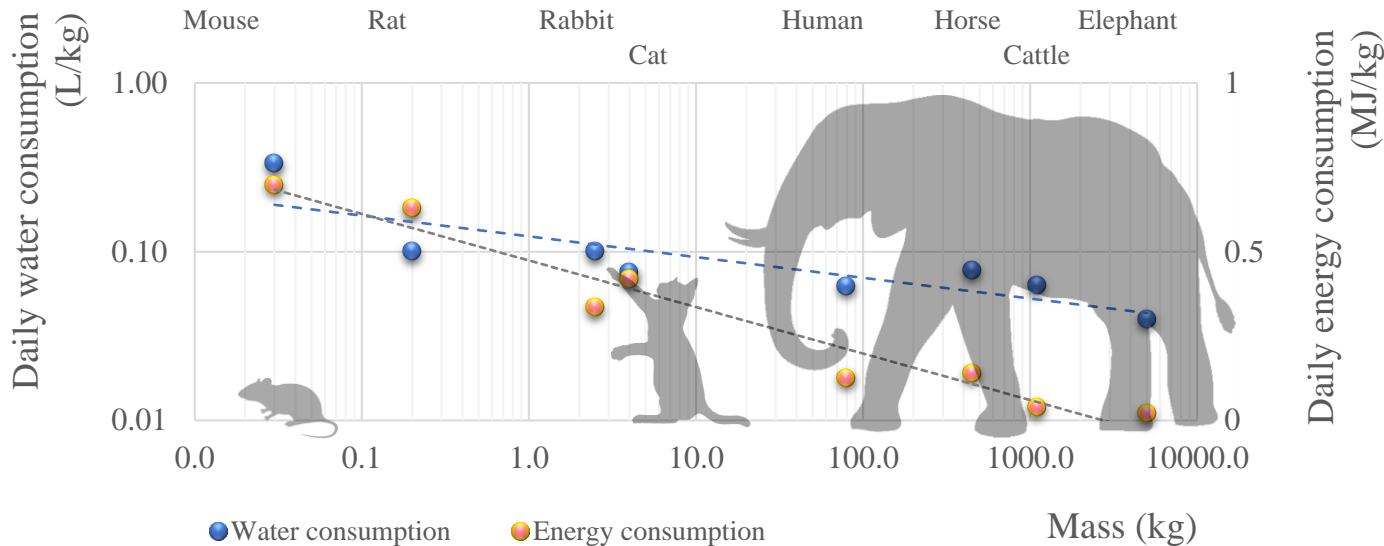 Mouse Rat Rabbit Human Horse Elephant
Cat Cattle
Daily water consumption
(L/kg)
1.00
0.10
0.01
0.0 0.1 1.0 10.0 100.0 1000.0 10000.0
1
0.5
0
Daily energy consumption
(MJ/kg)
Water consumption Energy consumption
Mass (kg)